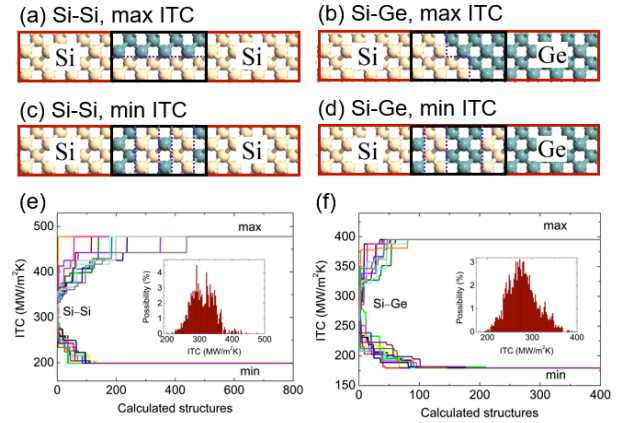 (a) Si-Si, max ITC
(b) Si-Ge, max ITC
Si
Si
Si
Ge
(c) Si-Si, min ITC
(d) Si-Ge, min ITC
Si
Si
Si
Ge
(e)
500
450
400
350
300
250
200
ITC (MW/m²K)
max
Si–Si
min
0 200 400 600 800
Calculated structures
Possibility (%)
4
3
2
1
0
200 300 400 500
ITC (MW/m²K)
(f)
400
350
300
250
200
150
ITC (MW/m²K)
max
Si–Ge
min
0 100 200 300 400
Calculated structures
Possibility (%)
3
2
1
0
200 300 400
ITC (MW/m²K)